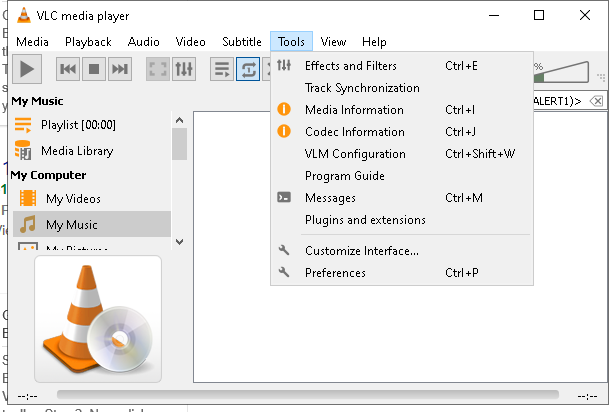 VLC media player
Media Playback Audio Video Subtitle Tools View Help
%
My Music
Playlist [00:00]
Media Library
My Computer
My Videos
My Music
My Pictures
Effects and Filters Ctrl+E
Track Synchronization
Media Information Ctrl+I
Codec Information Ctrl+J
VLM Configuration Ctrl+Shift+W
Program Guide
Messages Ctrl+M
Plugins and extensions
Customize Interface...
Preferences Ctrl+P
ALERT1)>
--:-- --:--